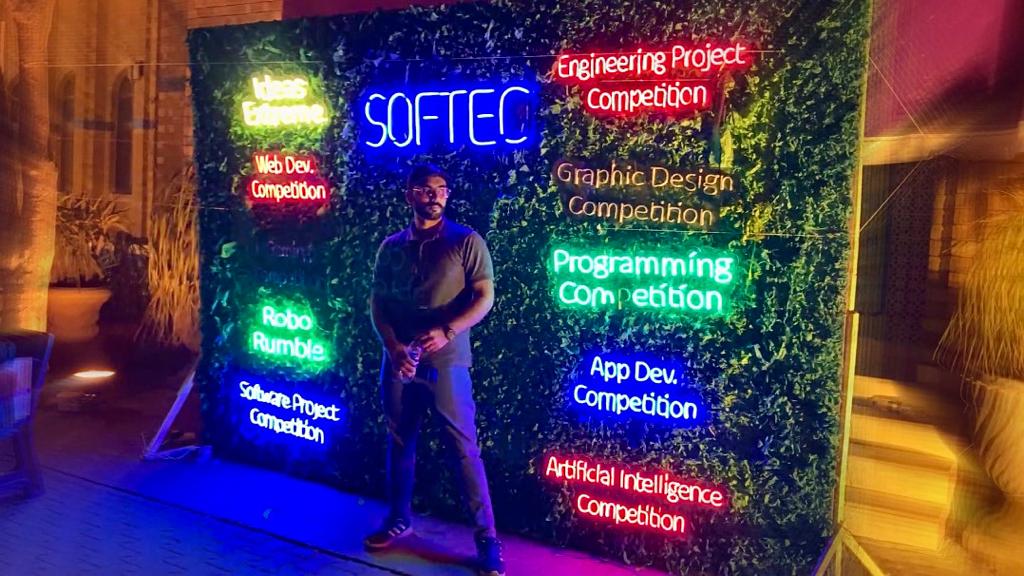 Ideas
Extreme
SOFTEC
Engineering Project
Competition
Web Dev.
Competition
Graphic Design
Competition
Programming
Competition
Robo
Rumble
App Dev.
Competition
Software Project
Competition
Artificial Intelligence
Competition